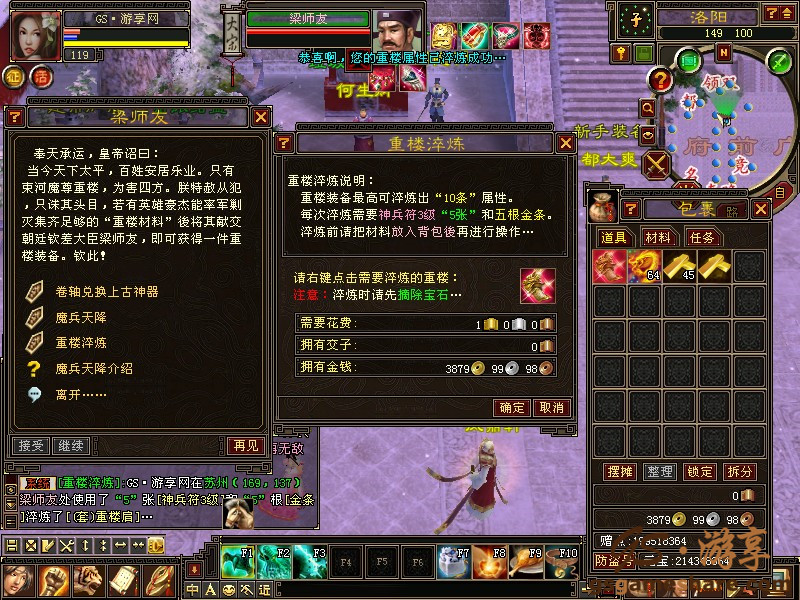 GS·游享网
119
大宋
梁师友
恭喜啊，您的重楼属性已淬炼成功…
洛阳
149 100
N
新手装备
都大爽
自
梁师友
奉天承运，皇帝诏曰：
当今天下太平，百姓安居乐业。只有
束河魔尊重楼，为害四方。朕特赦从犯
，只诛其头目，若有英雄豪杰能率军剿
灭集齐足够的“重楼材料”後将其献交
朝廷钦差大臣梁师友，即可获得一件重
楼装备。钦此！
卷轴兑换上古神器
魔兵天降
重楼淬炼
魔兵天降介绍
离开……
接受
继续
再见
重楼淬炼
重楼淬炼说明：
重楼装备最高可淬炼出“10条”属性。
每次淬炼需要神兵符3级“5张”和五根金条。
淬炼前请把材料放入背包後再进行操作…
请右键点击需要淬炼的重楼：
注意：淬炼时请先摘除宝石…
需要花费： 1 0 0
拥有交子： 0
拥有金钱： 3879 99 98
确定
取消
包裹
道具
材料
任务
64
45
摆摊
整理
锁定
拆分
0
3879 99 98
[重楼淬炼]:GS·游享网在苏州（169，137）
梁师友处使用了“5”张[神兵符3级]和“5”根[金条
]淬炼了[(套)重楼肩]…
F1 F2 F3 F4 F5 F6 F7 F8 F9 F10
中
近